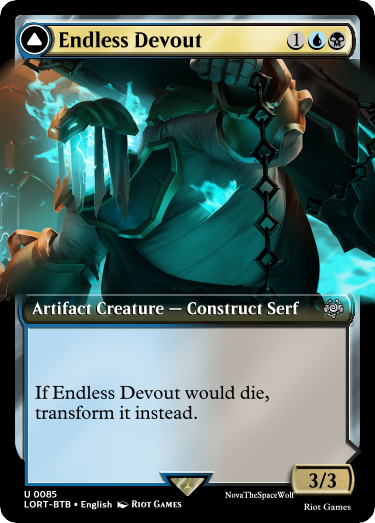 Endless Devout 1
Artifact Creature — Construct Serf
If Endless Devout would die,
transform it instead.
3/3
U 0085
LORT-BTB • English RIOT GAMES
NovaTheSpaceWolf
Riot Games